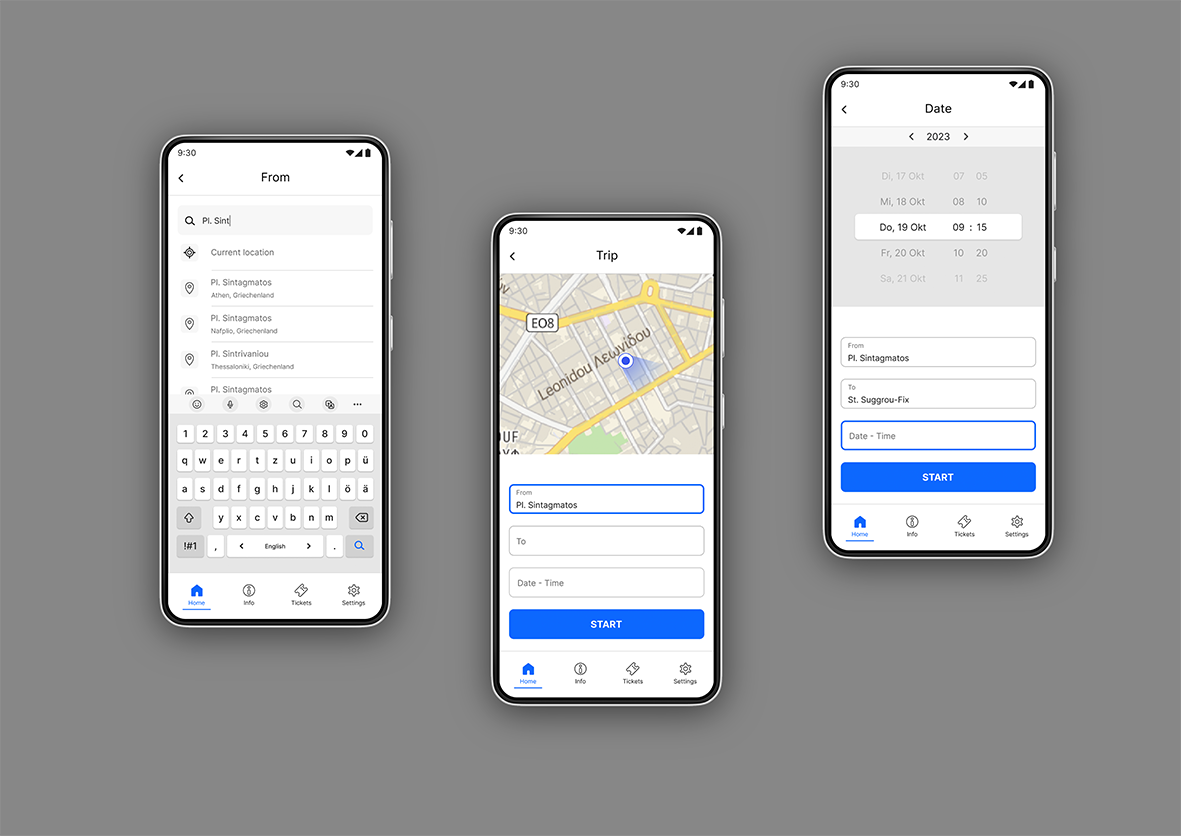 9:30
From
Pl. Sint
Current location
Pl. Sintagmatos
Athen, Griechenland
Pl. Sintagmatos
Nafplio, Griechenland
Pl. Sintrivaniou
Thessaloniki, Griechenland
Pl. Sintagmatos
1 2 3 4 5 6 7 8 9 0
q w e r t z u i o p ü
a s d f g h j k l ö ä
y x c v b n m
!#1 , < English > .
Home Info Tickets Settings
9:30
Trip
ών
EO8
Leonidou Λεωνίδου
OUF
ΟΥΦ
From
Pl. Sintagmatos
To
Date - Time
START
Home Info Tickets Settings
9:30
Date
< 2023 >
Di, 17 Okt 07 05
Mi, 18 Okt 08 10
Do, 19 Okt 09 : 15
Fr, 20 Okt 10 20
Sa, 21 Okt 11 25
From
Pl. Sintagmatos
To
St. Suggrou-Fix
Date - Time
START
Home Info Tickets Settings